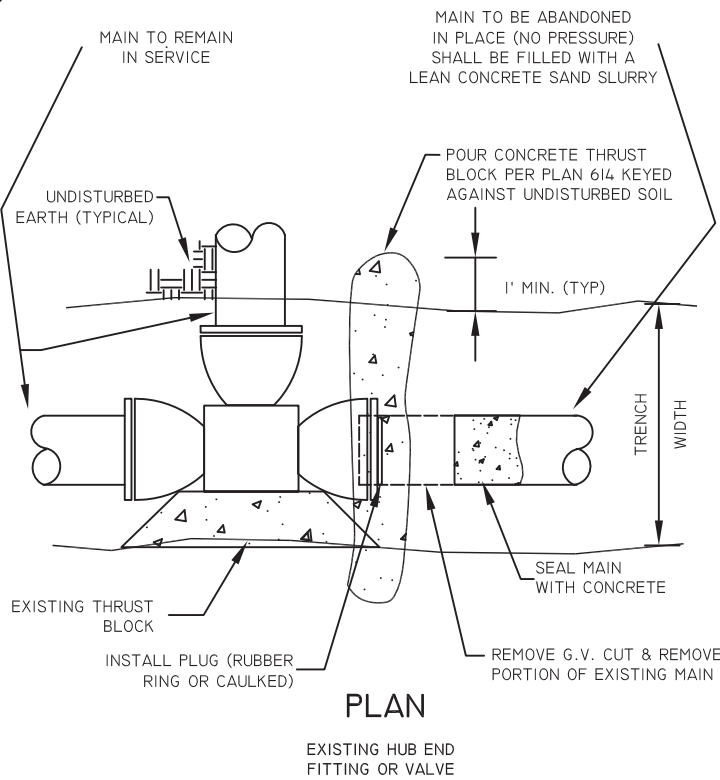 MAIN TO REMAIN
IN SERVICE
MAIN TO BE ABANDONED
IN PLACE (NO PRESSURE)
SHALL BE FILLED WITH A
LEAN CONCRETE SAND SLURRY
POUR CONCRETE THRUST
BLOCK PER PLAN 614 KEYED
AGAINST UNDISTURBED SOIL
UNDISTURBED
EARTH (TYPICAL)
1' MIN. (TYP)
TRENCH
WIDTH
SEAL MAIN
WITH CONCRETE
EXISTING THRUST
BLOCK
INSTALL PLUG (RUBBER
RING OR CAULKED)
REMOVE G.V. CUT & REMOVE
PORTION OF EXISTING MAIN
PLAN
EXISTING HUB END
FITTING OR VALVE